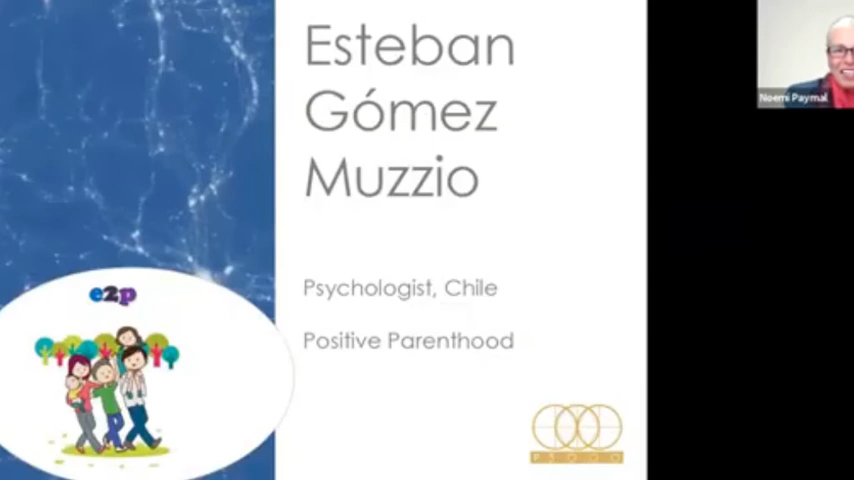 Esteban
Gómez
Muzzio
Psychologist, Chile
Positive Parenthood
e2p
Noemi Paymal